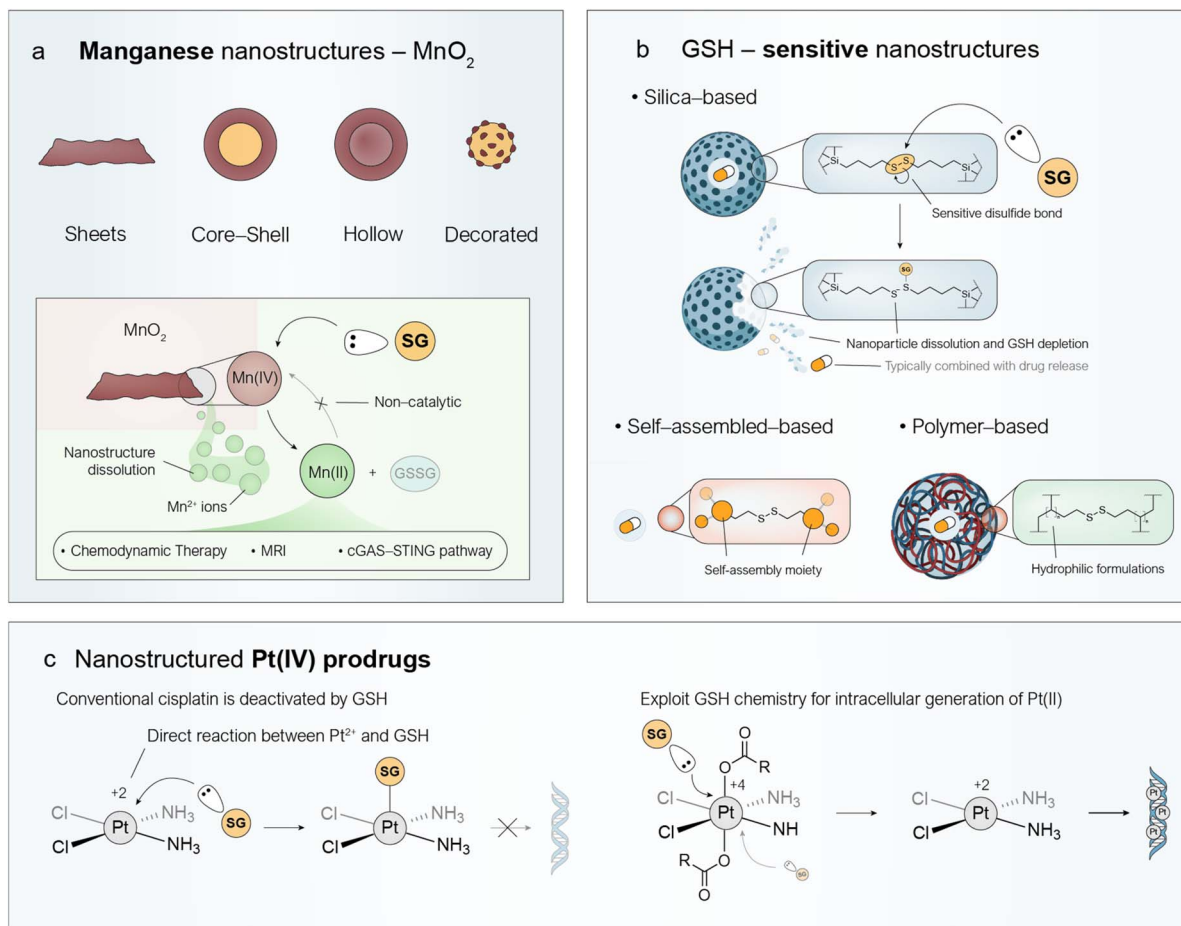 a Manganese nanostructures – MnO2
Sheets
Core–Shell
Hollow
Decorated
MnO2
Mn(IV)
SG
Non–catalytic
Nanostructure
dissolution
Mn(II) + GSSG
Mn2+ ions
• Chemodynamic Therapy • MRI • cGAS–STING pathway
b GSH – sensitive nanostructures
• Silica–based
Si S S Si
SG
Sensitive disulfide bond
SG
Si S S Si
Nanoparticle dissolution and GSH depletion
Typically combined with drug release
• Self–assembled–based
• Polymer–based
S S
Self-assembly moiety
S S
Hydrophilic formulations
c Nanostructured Pt(IV) prodrugs
Conventional cisplatin is deactivated by GSH
Direct reaction between Pt2+ and GSH
+2
Cl NH3
Pt
Cl NH3
SG
SG
Cl NH3
Pt
Cl NH3
Exploit GSH chemistry for intracellular generation of Pt(II)
SG
O
O R
+4
Cl NH3
Pt
Cl NH
R O
O
SG
+2
Cl NH3
Pt
Cl NH3
Pt
Pt
Pt